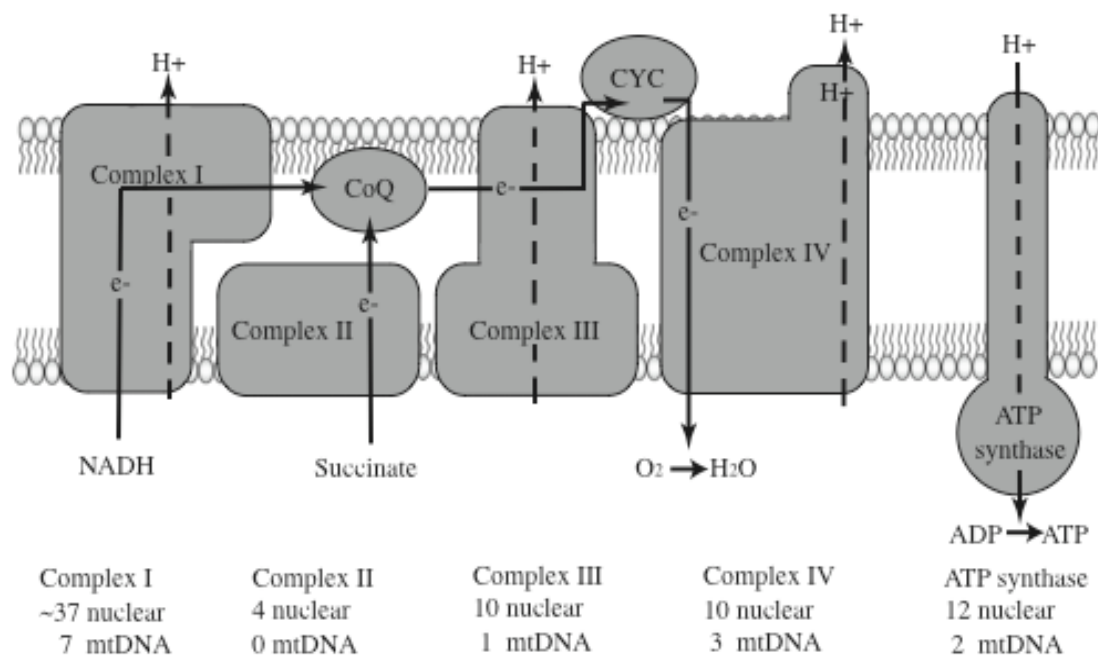 H+
H+
H+
H+
H+
CYC
Complex I
CoQ
e-
e-
Complex IV
e-
e-
Complex II
Complex III
ATP
synthase
NADH
Succinate
O2 → H2O
ADP → ATP
Complex I
~37 nuclear
7 mtDNA
Complex II
4 nuclear
0 mtDNA
Complex III
10 nuclear
1 mtDNA
Complex IV
10 nuclear
3 mtDNA
ATP synthase
12 nuclear
2 mtDNA